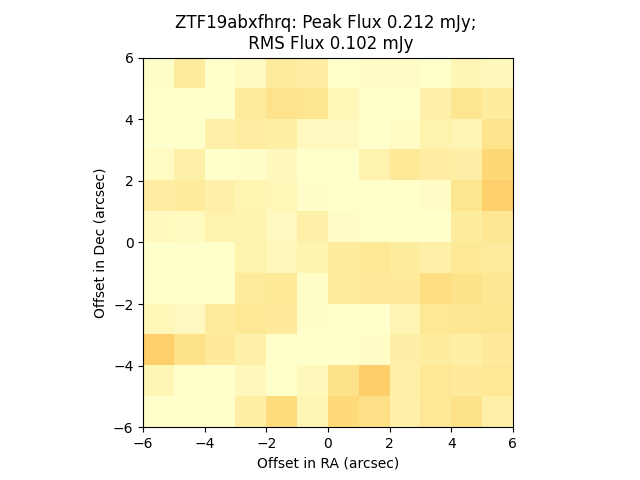 ZTF19abxfhrq: Peak Flux 0.212 mJy;
RMS Flux 0.102 mJy
6
4
2
0
−2
−4
−6
Offset in Dec (arcsec)
−6 −4 −2 0 2 4 6
Offset in RA (arcsec)